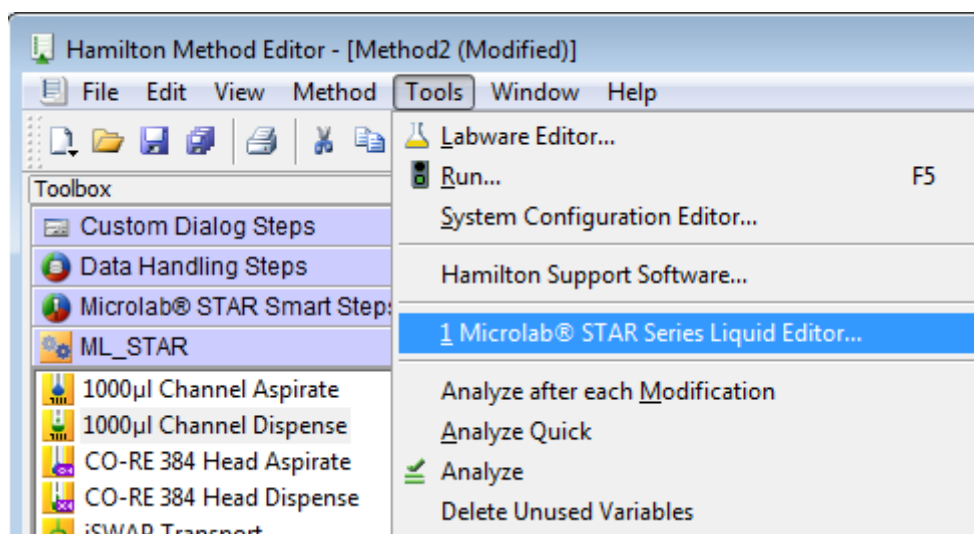 Hamilton Method Editor - [Method2 (Modified)]
File Edit View Method Tools Window Help
Toolbox
Custom Dialog Steps
Data Handling Steps
Microlab® STAR Smart Steps
ML_STAR
1000µl Channel Aspirate
1000µl Channel Dispense
CO-RE 384 Head Aspirate
CO-RE 384 Head Dispense
iSWAP Transport
Labware Editor...
Run... F5
System Configuration Editor...
Hamilton Support Software...
1 Microlab® STAR Series Liquid Editor...
Analyze after each Modification
Analyze Quick
Analyze
Delete Unused Variables